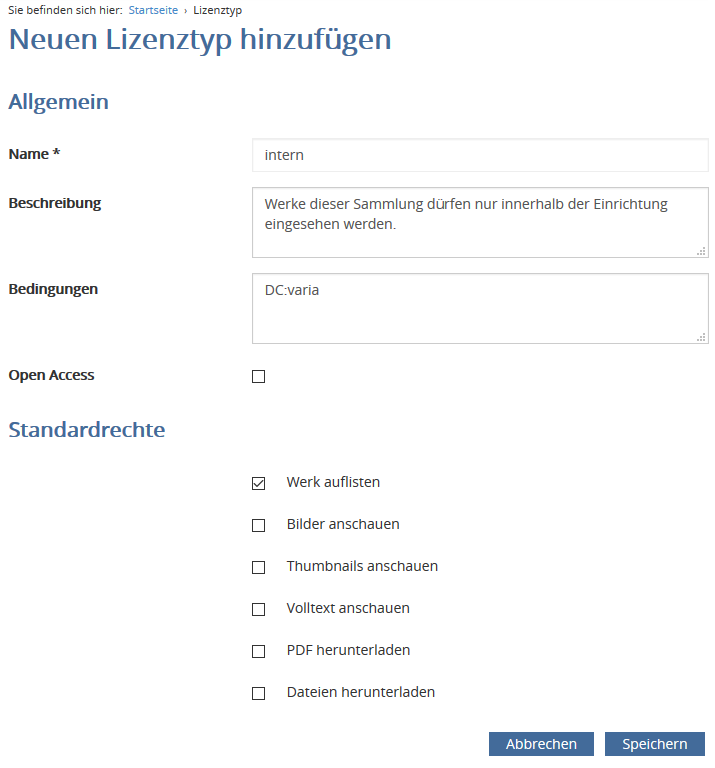 Sie befinden sich hier: Startseite › Lizenztyp
Neuen Lizenztyp hinzufügen
Allgemein
Name * intern
Beschreibung Werke dieser Sammlung dürfen nur innerhalb der Einrichtung
eingesehen werden.
Bedingungen DC:varia
Open Access
Standardrechte
Werk auflisten
Bilder anschauen
Thumbnails anschauen
Volltext anschauen
PDF herunterladen
Dateien herunterladen
Abbrechen Speichern